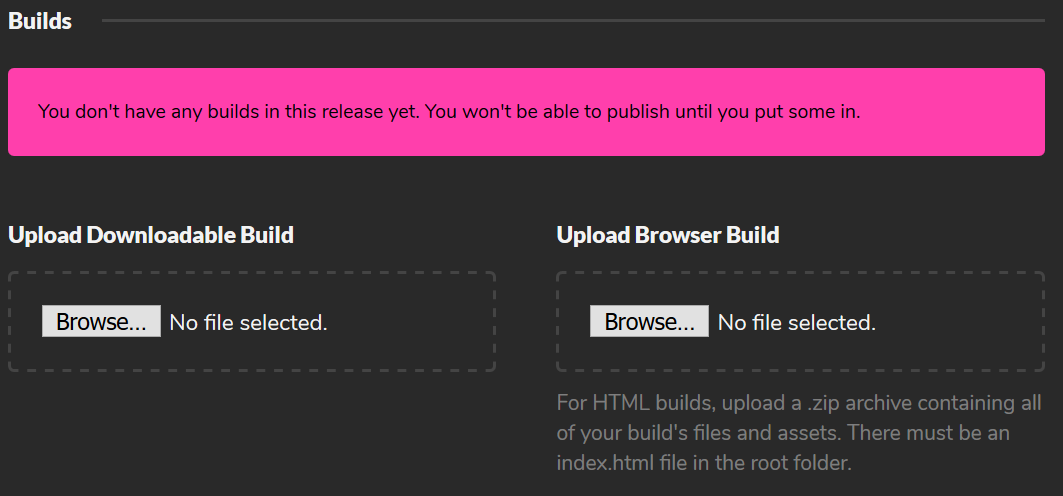 Builds
You don't have any builds in this release yet. You won't be able to publish until you put some in.
Upload Downloadable Build
Browse... No file selected.
Upload Browser Build
Browse... No file selected.
For HTML builds, upload a .zip archive containing all
of your build's files and assets. There must be an
index.html file in the root folder.